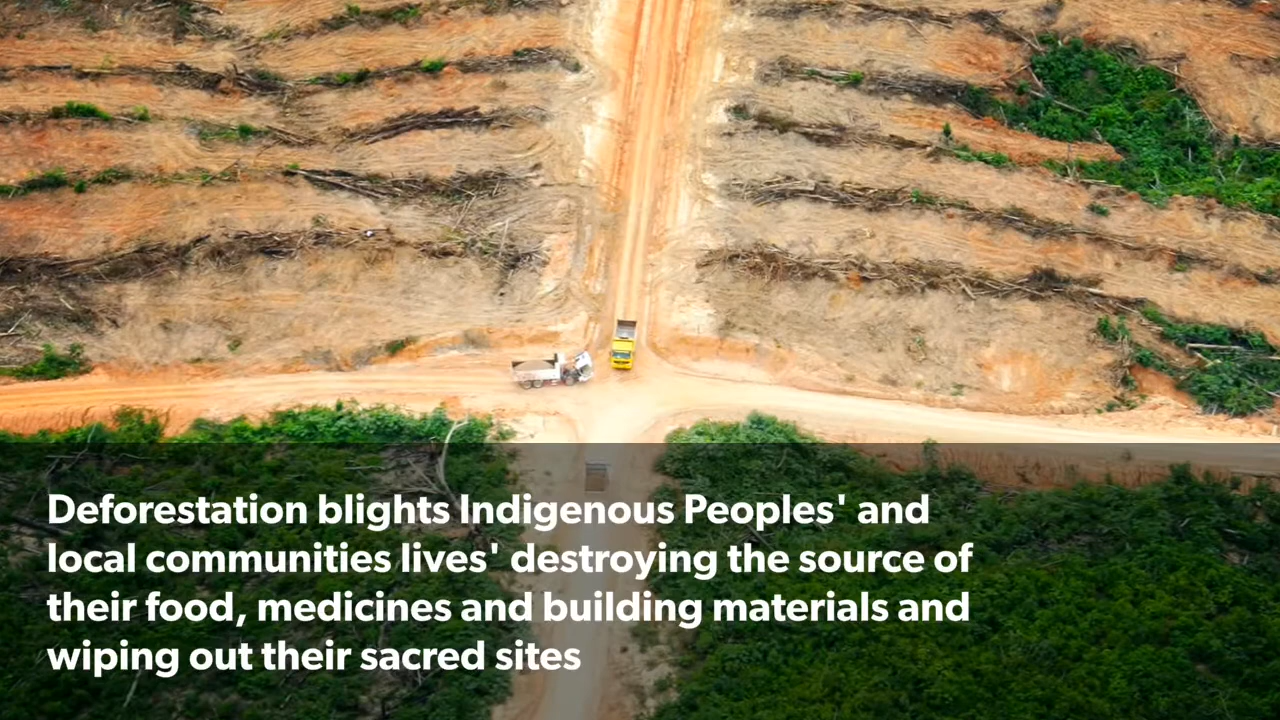 Deforestation blights Indigenous Peoples' and
local communities lives' destroying the source of
their food, medicines and building materials and
wiping out their sacred sites